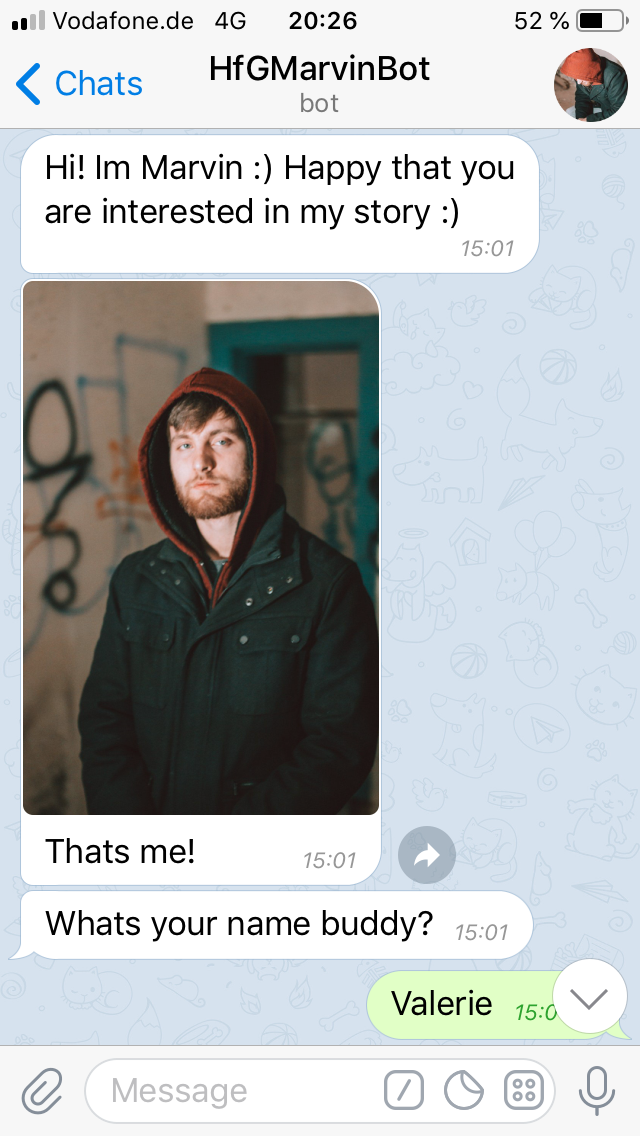 Vodafone.de 4G 20:26 52 %
Chats
HfGMarvinBot
bot
Hi! Im Marvin :) Happy that you
are interested in my story :)
15:01
Thats me! 15:01
Whats your name buddy? 15:01
Valerie 15:0
Message